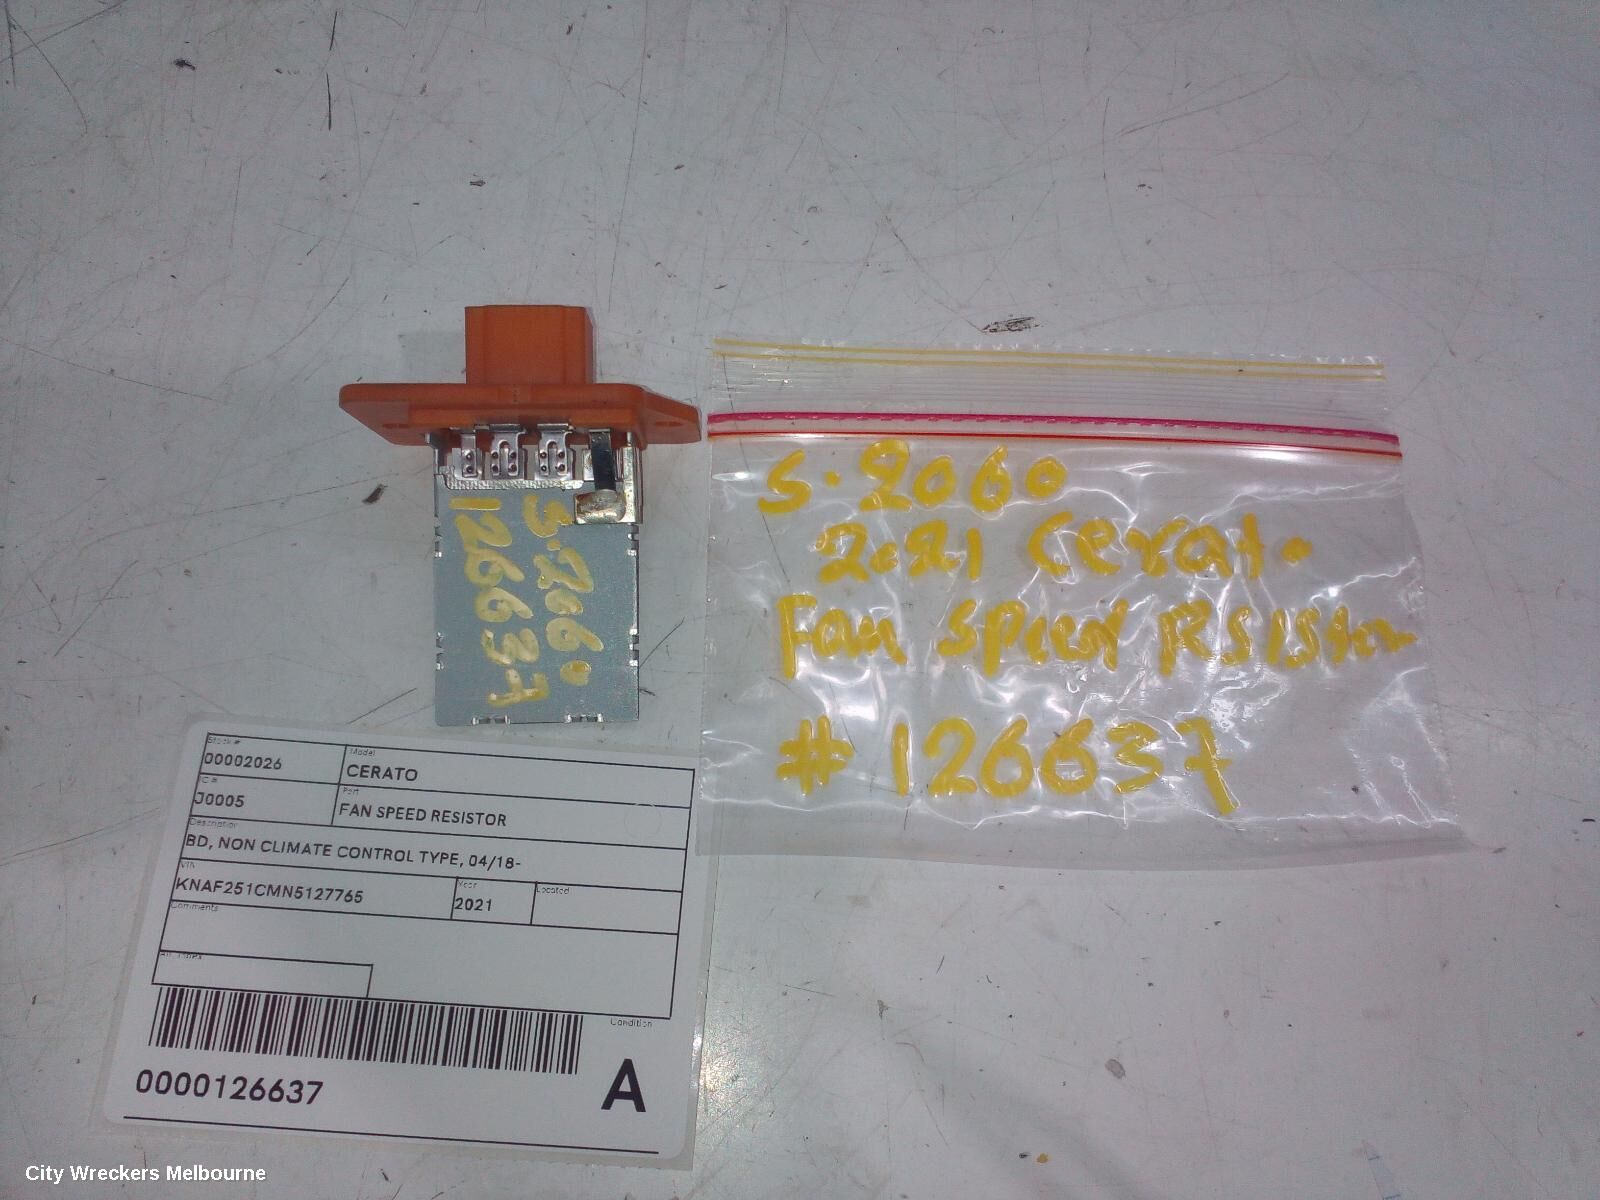 S.2060
126637
S.2060
2021 Cerato
Fan Speed Resistor
# 126637
Stock #
00002026
Model
CERATO
IC #
J0005
Part
FAN SPEED RESISTOR
Description
BD, NON CLIMATE CONTROL TYPE, 04/18-
VIN
KNAF251CMN5127765
Year
2021
Located
Comments
Condition
0000126637
A
City Wreckers Melbourne